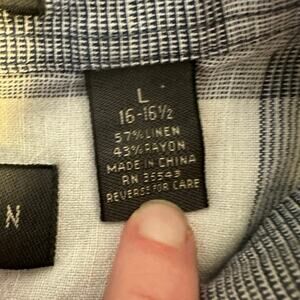 L
16-16½
57% LINEN
43% RAYON
MADE IN CHINA
RN 35543
REVERSE FOR CARE
N